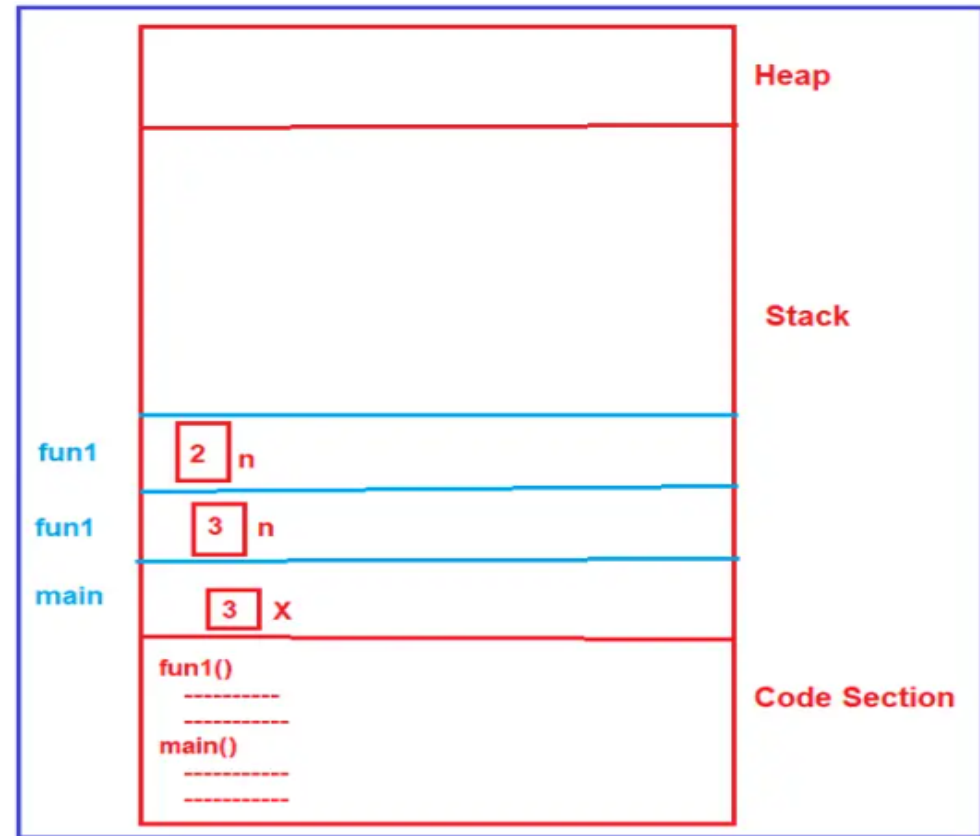 Heap
Stack
fun1 2 n
fun1 3 n
main 3 X
fun1()
----------
-----------
Code Section
main()
-----------
-----------